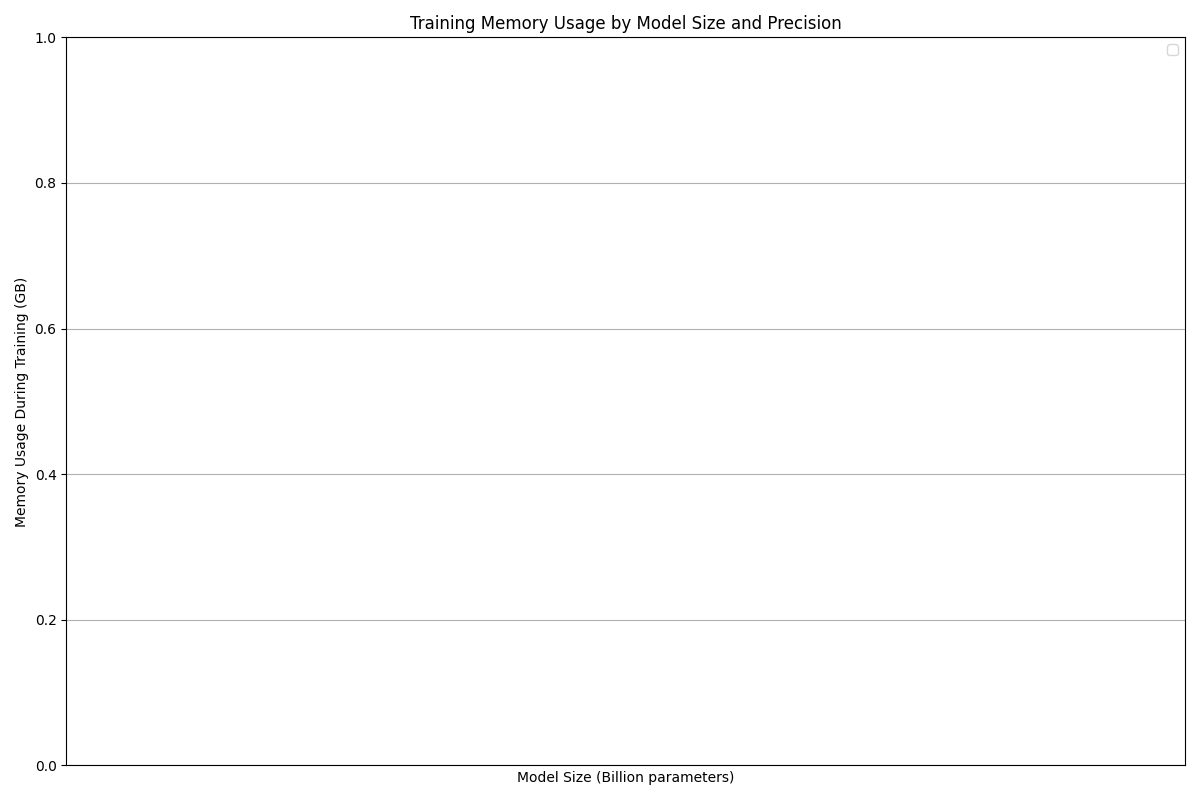 Training Memory Usage by Model Size and Precision
1.0
0.8
0.6
0.4
0.2
0.0
Memory Usage During Training (GB)
Model Size (Billion parameters)